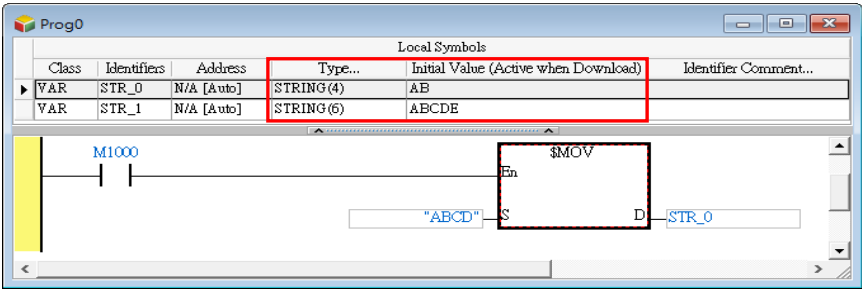 Prog0
Local Symbols
Class Identifiers Address Type... Initial Value (Active when Download) Identifier Comment...
VAR STR_0 N/A [Auto] STRING(4) AB
VAR STR_1 N/A [Auto] STRING(6) ABCDE
M1000 $MOV
En
"ABCD" S D STR_0